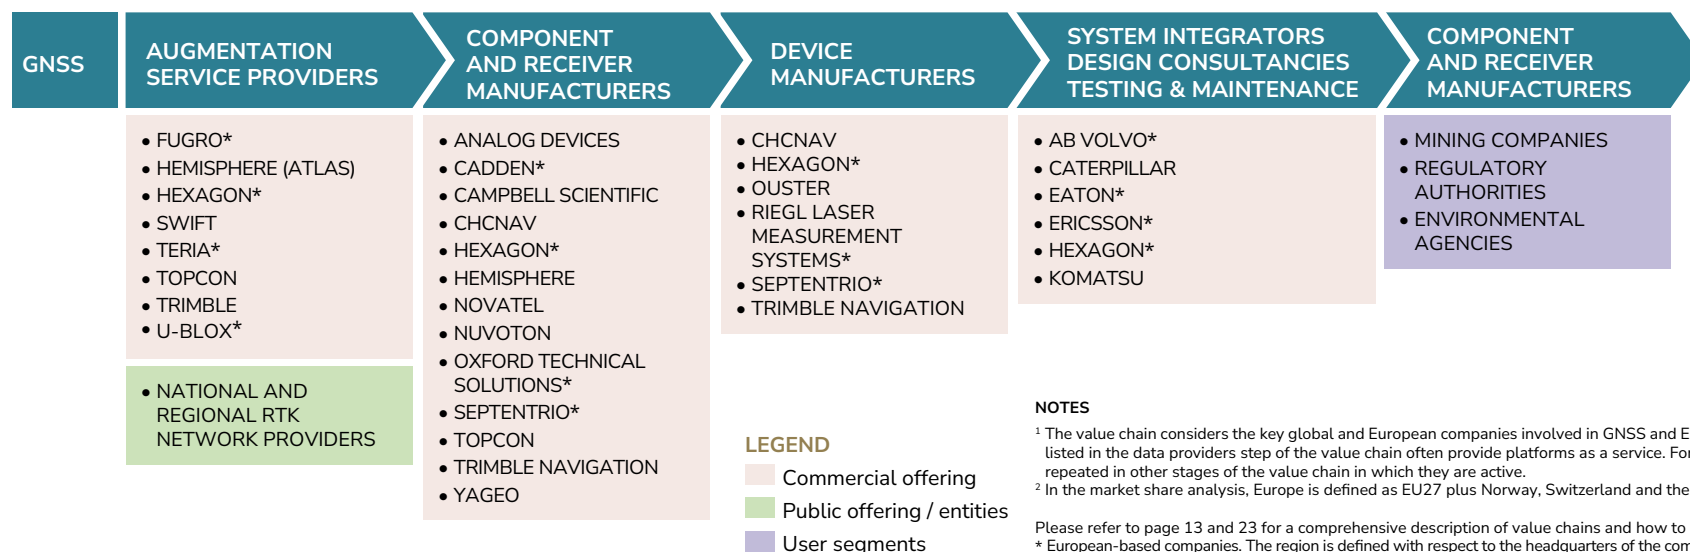 GNSS
AUGMENTATION
SERVICE PROVIDERS
COMPONENT
AND RECEIVER
MANUFACTURERS
DEVICE
MANUFACTURERS
SYSTEM INTEGRATORS
DESIGN CONSULTANCIES
TESTING & MAINTENANCE
COMPONENT
AND RECEIVER
MANUFACTURERS
• FUGRO*
• HEMISPHERE (ATLAS)
• HEXAGON*
• SWIFT
• TERIA*
• TOPCON
• TRIMBLE
• U-BLOX*
• NATIONAL AND
REGIONAL RTK
NETWORK PROVIDERS
• ANALOG DEVICES
• CADDEN*
• CAMPBELL SCIENTIFIC
• CHCNAV
• HEXAGON*
• HEMISPHERE
• NOVATEL
• NUVOTON
• OXFORD TECHNICAL
SOLUTIONS*
• SEPTENTRIO*
• TOPCON
• TRIMBLE NAVIGATION
• YAGEO
• CHCNAV
• HEXAGON*
• OUSTER
• RIEGL LASER
MEASUREMENT
SYSTEMS*
• SEPTENTRIO*
• TRIMBLE NAVIGATION
• AB VOLVO*
• CATERPILLAR
• EATON*
• ERICSSON*
• HEXAGON*
• KOMATSU
• MINING COMPANIES
• REGULATORY
AUTHORITIES
• ENVIRONMENTAL
AGENCIES
LEGEND
Commercial offering
Public offering / entities
User segments
NOTES
1 The value chain considers the key global and European companies involved in GNSS and E
listed in the data providers step of the value chain often provide platforms as a service. For
repeated in other stages of the value chain in which they are active.
2 In the market share analysis, Europe is defined as EU27 plus Norway, Switzerland and the
Please refer to page 13 and 23 for a comprehensive description of value chains and how to
* European-based companies. The region is defined with respect to the headquarters of the com